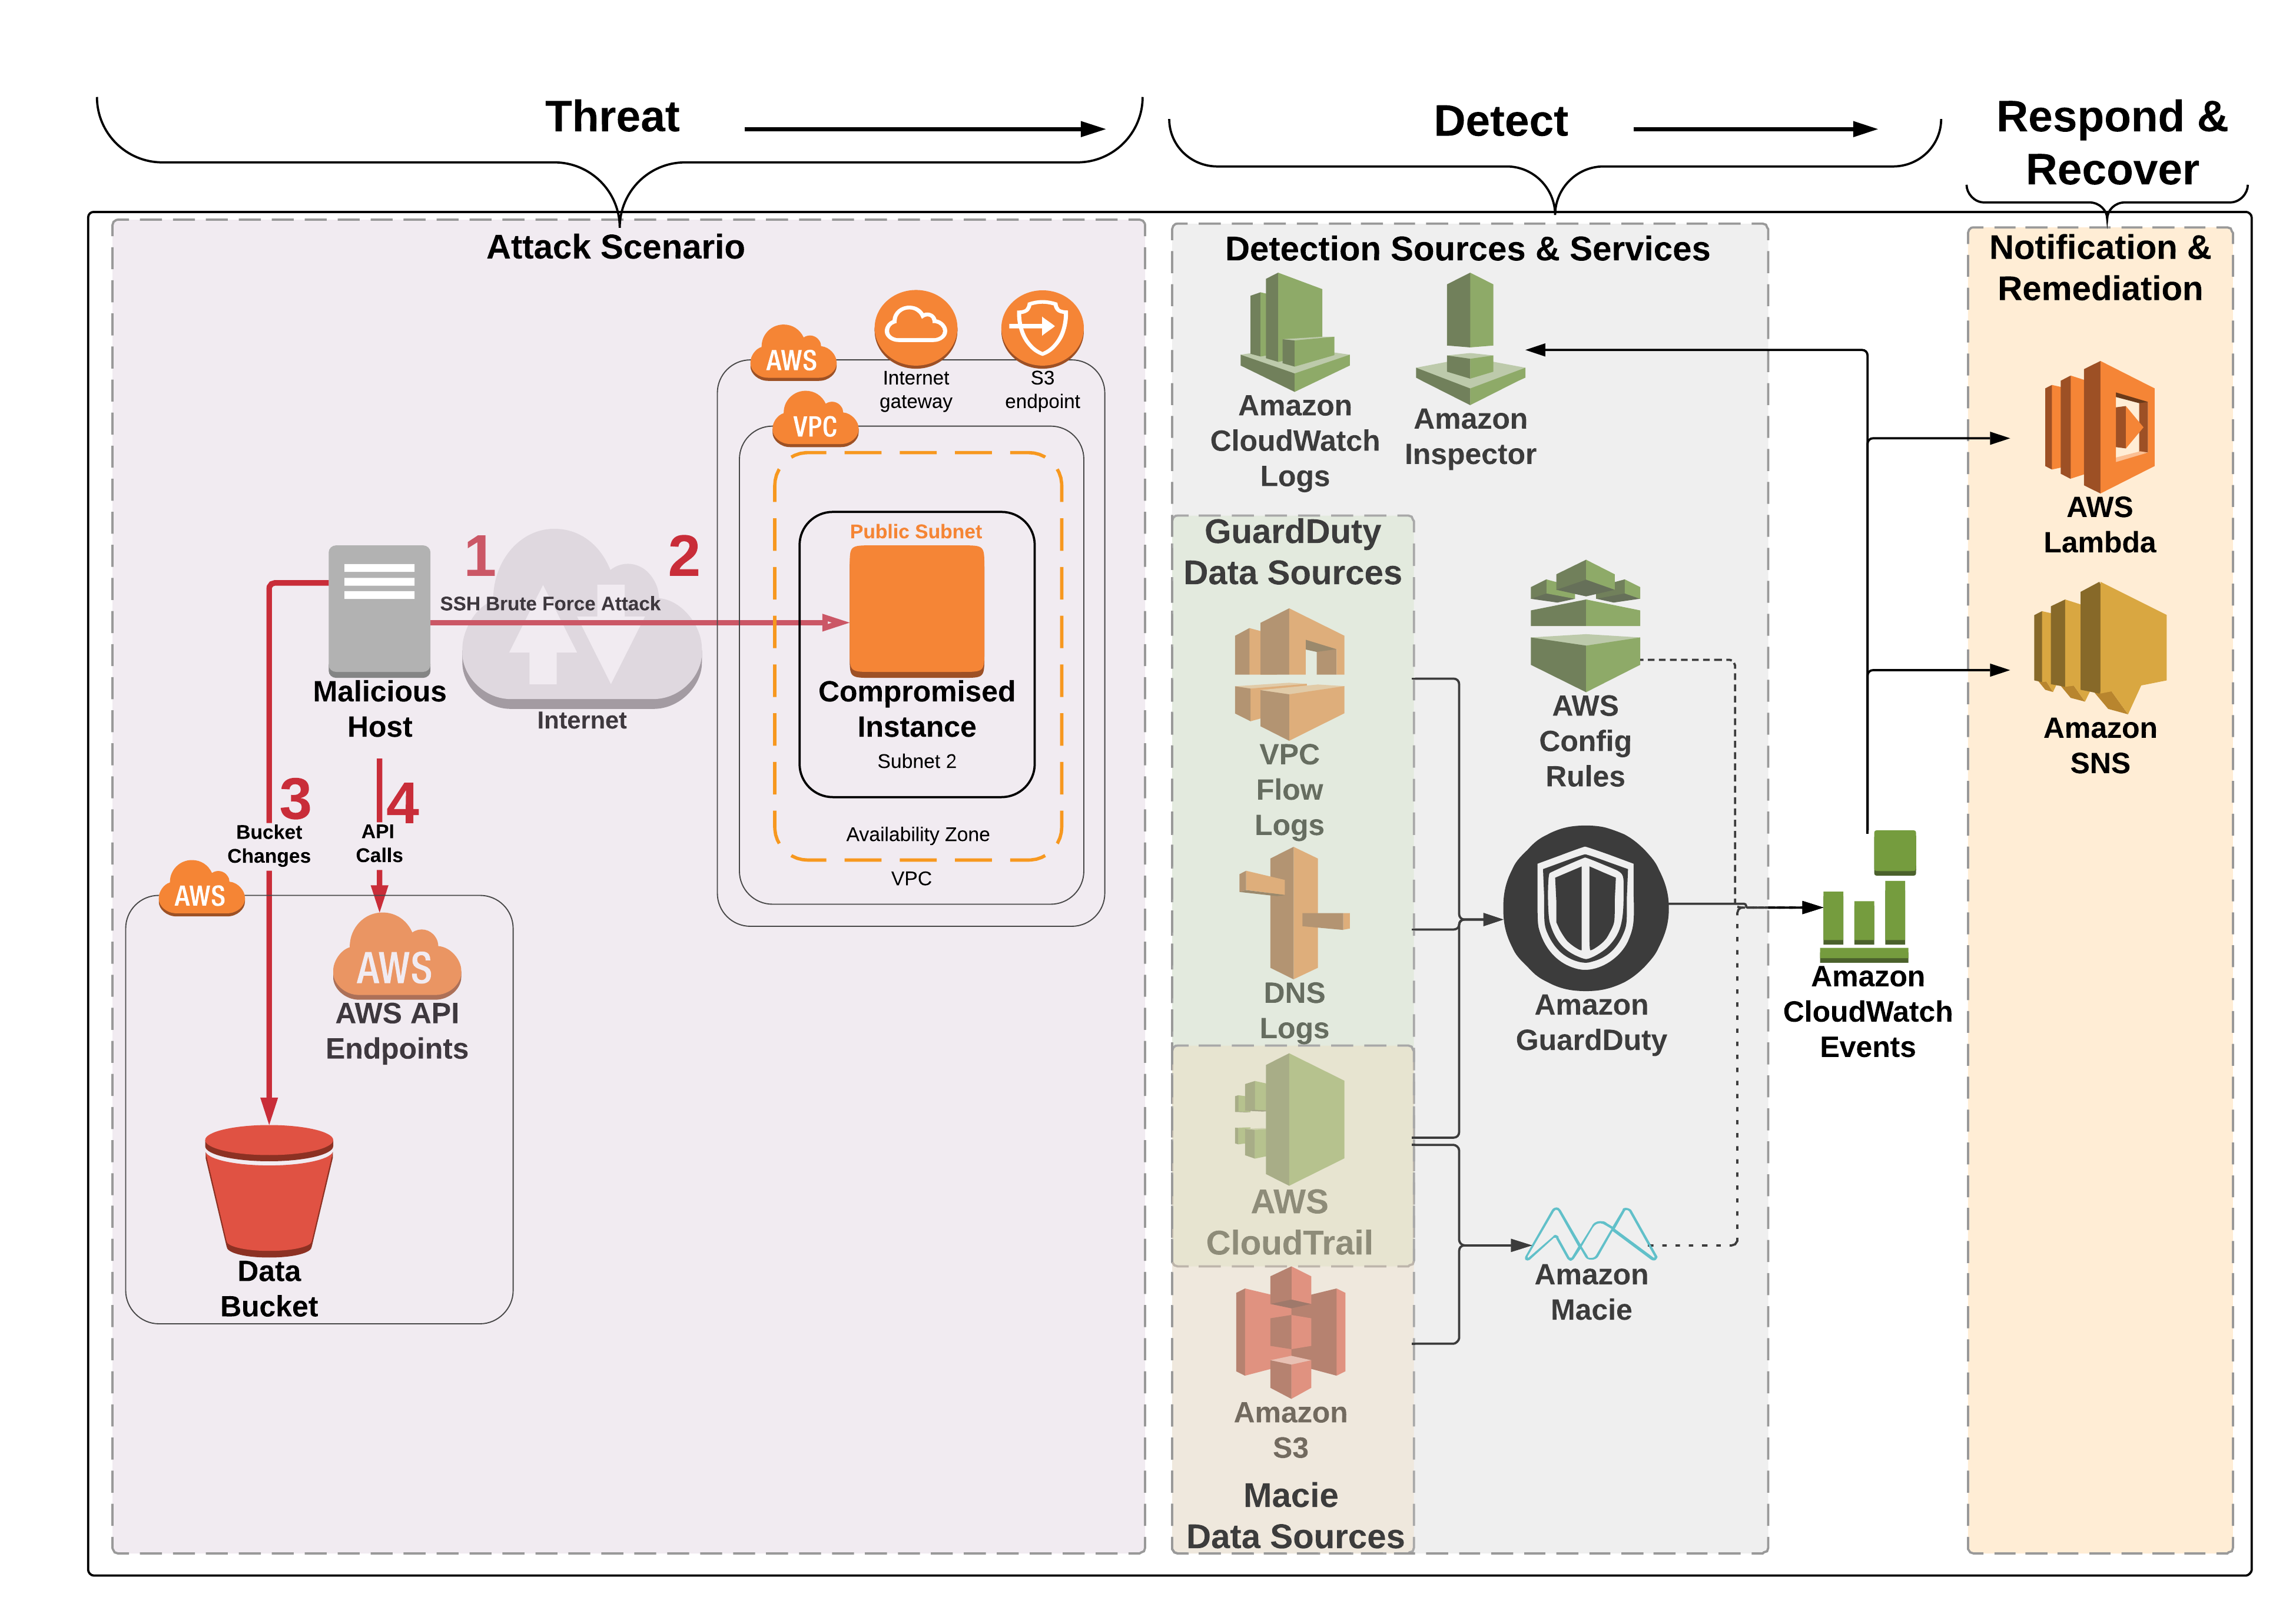 Threat
Detect
Respond &
Recover
Attack Scenario
AWS
Internet
gateway
S3
endpoint
VPC
Public Subnet
1
2
SSH Brute Force Attack
Malicious
Host
Internet
Compromised
Instance
Subnet 2
Availability Zone
VPC
3
Bucket
Changes
4
API
Calls
AWS
AWS
AWS API
Endpoints
Data
Bucket
Detection Sources & Services
Amazon
CloudWatch
Logs
Amazon
Inspector
GuardDuty
Data Sources
VPC
Flow
Logs
DNS
Logs
AWS
CloudTrail
Amazon
S3
Macie
Data Sources
AWS
Config
Rules
Amazon
GuardDuty
Amazon
Macie
Amazon
CloudWatch
Events
Notification &
Remediation
AWS
Lambda
Amazon
SNS